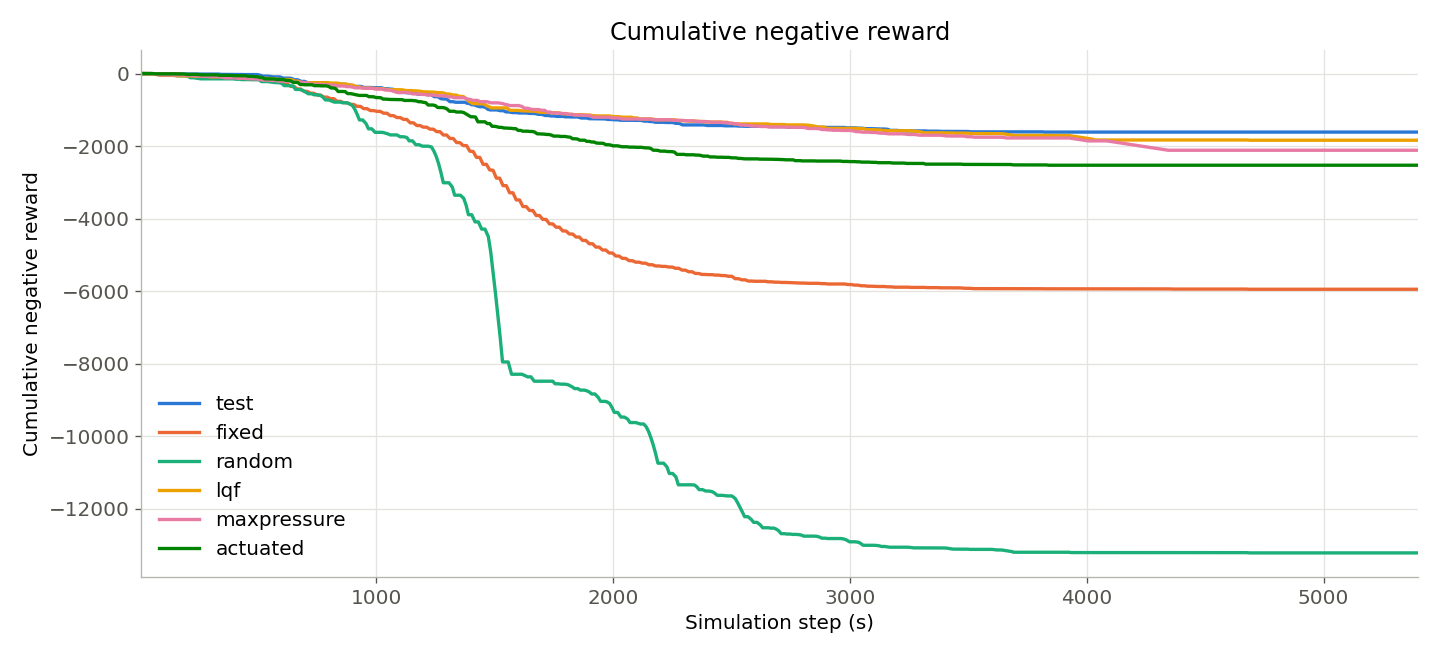 Cumulative negative reward
Cumulative negative reward
0
−2000
−4000
−6000
−8000
−10000
−12000
test
fixed
random
lqf
maxpressure
actuated
1000 2000 3000 4000 5000
Simulation step (s)